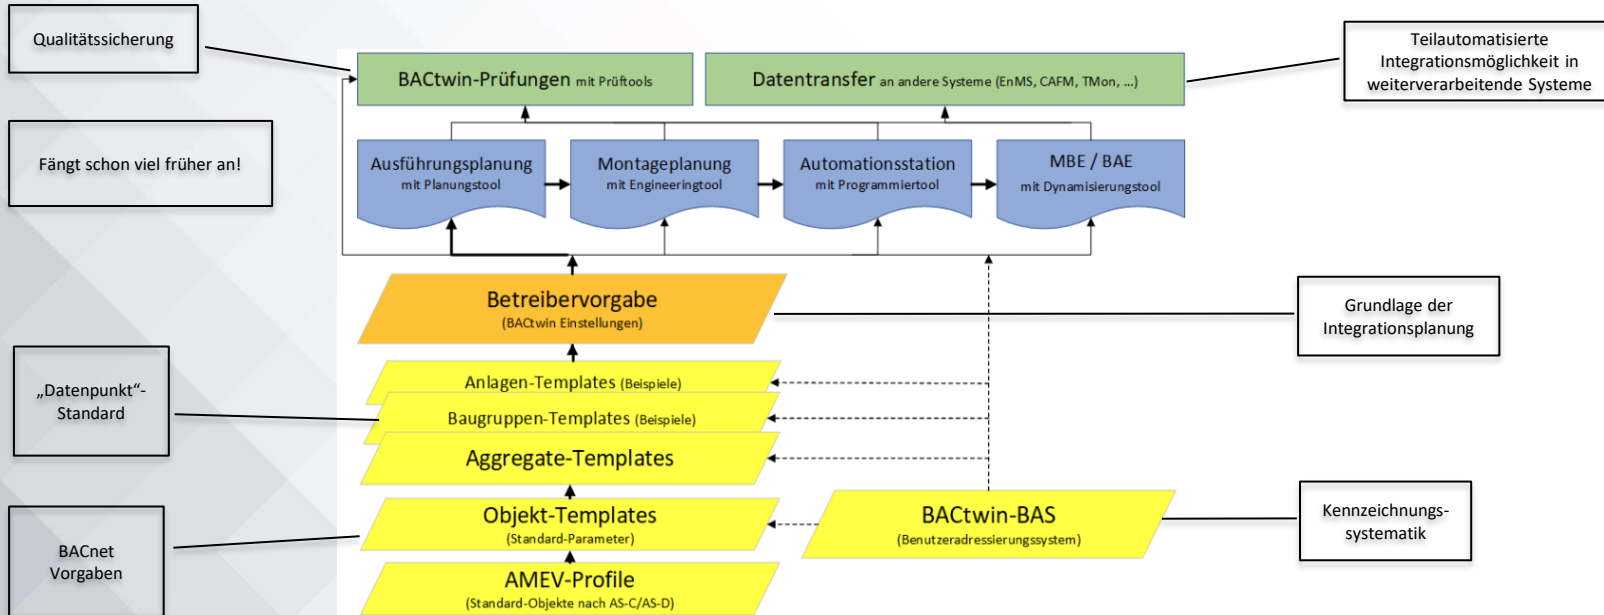 Qualitätssicherung
BACtwin-Prüfungen mit Prüftools
Datentransfer an andere Systeme (EnMS, CAFM, TMon, ...)
Teilautomatisierte
Integrationsmöglichkeit in
weiterverarbeitende Systeme
Fängt schon viel früher an!
Ausführungsplanung
mit Planungstool
Montageplanung
mit Engineeringtool
Automationsstation
mit Programmiertool
MBE / BAE
mit Dynamisierungstool
Betreibervorgabe
(BACtwin Einstellungen)
Grundlage der
Integrationsplanung
„Datenpunkt“-
Standard
Anlagen-Templates (Beispiele)
Baugruppen-Templates (Beispiele)
Aggregate-Templates
Objekt-Templates
(Standard-Parameter)
BACtwin-BAS
(Benutzeradressierungssystem)
Kennzeichnungs-
systematik
BACnet
Vorgaben
AMEV-Profile
(Standard-Objekte nach AS-C/AS-D)